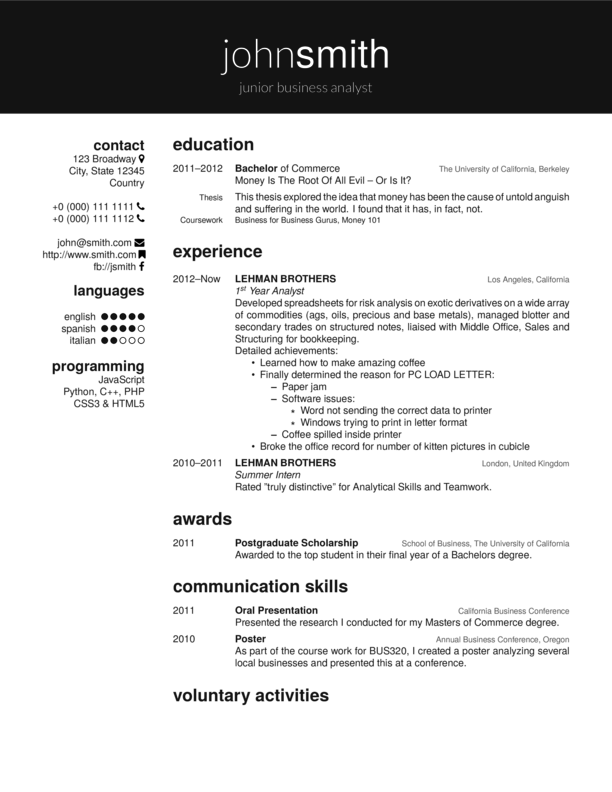 johnsmith
junior business analyst
contact
123 Broadway
City, State 12345
Country
+0 (000) 111 1111
+0 (000) 111 1112
john@smith.com
http://www.smith.com
fb://jsmith
languages
english
spanish
italian
programming
JavaScript
Python, C++, PHP
CSS3 & HTML5
education
2011–2012 Bachelor of Commerce The University of California, Berkeley
Money Is The Root Of All Evil – Or Is It?
Thesis This thesis explored the idea that money has been the cause of untold anguish
and suffering in the world. I found that it has, in fact, not.
Coursework Business for Business Gurus, Money 101
experience
2012–Now LEHMAN BROTHERS Los Angeles, California
1st Year Analyst
Developed spreadsheets for risk analysis on exotic derivatives on a wide array
of commodities (ags, oils, precious and base metals), managed blotter and
secondary trades on structured notes, liaised with Middle Office, Sales and
Structuring for bookkeeping.
Detailed achievements:
• Learned how to make amazing coffee
• Finally determined the reason for PC LOAD LETTER:
– Paper jam
– Software issues:
* Word not sending the correct data to printer
* Windows trying to print in letter format
– Coffee spilled inside printer
• Broke the office record for number of kitten pictures in cubicle
2010–2011 LEHMAN BROTHERS London, United Kingdom
Summer Intern
Rated "truly distinctive" for Analytical Skills and Teamwork.
awards
2011 Postgraduate Scholarship School of Business, The University of California
Awarded to the top student in their final year of a Bachelors degree.
communication skills
2011 Oral Presentation California Business Conference
Presented the research I conducted for my Masters of Commerce degree.
2010 Poster Annual Business Conference, Oregon
As part of the course work for BUS320, I created a poster analyzing several
local businesses and presented this at a conference.
voluntary activities